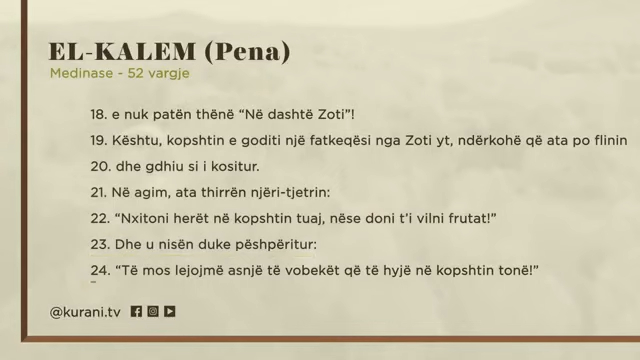 EL-KALEM (Pena)
Medinase - 52 vargje
18. e nuk patën thënë “Në dashtë Zoti”!
19. Kështu, kopshtin e goditi një fatkeqësi nga Zoti yt, ndërkohë që ata po flinin
20. dhe gdhiu si i kositur.
21. Në agim, ata thirrën njëri-tjetrin:
22. “Nxitoni herët në kopshtin tuaj, nëse doni t’i vilni frutat!”
23. Dhe u nisën duke pëshpëritur:
24. “Të mos lejojmë asnjë të vobekët që të hyjë në kopshtin tonë!”
@kurani.tv